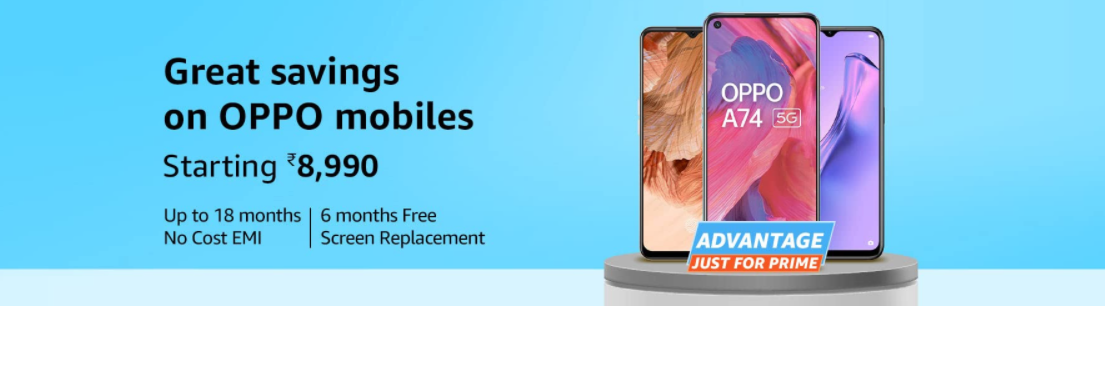 Great savings
on OPPO mobiles
Starting ₹8,990
Up to 18 months
No Cost EMI
6 months Free
Screen Replacement
OPPO
A74 5G
ADVANTAGE
JUST FOR PRIME